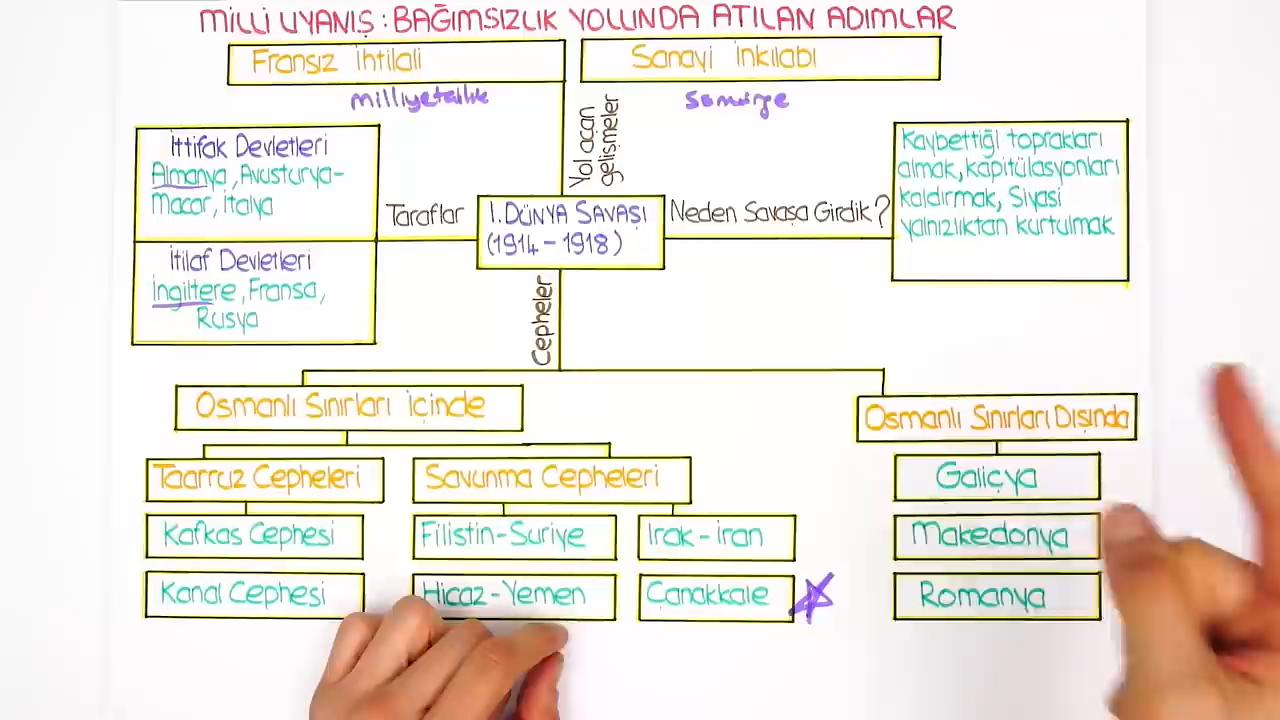 MİLLİ UYANIŞ: BAĞIMSIZLIK YOLUNDA ATILAN ADIMLAR
Fransız İhtilali
Sanayi İnkılabı
milliyetçilik
sömürge
Yol açan
gelişmeler
İttifak Devletleri
Almanya, Avusturya-
Macar, İtalya
Taraflar
İtilaf Devletleri
İngiltere, Fransa,
Rusya
1. DÜNYA SAVAŞI
(1914-1918)
Neden Savaşa Girdik?
Kaybettiği toprakları
almak, kapitülasyonları
kaldırmak, Siyasi
yalnızlıktan kurtulmak
Cepheler
Osmanlı Sınırları içinde
Osmanlı Sınırları Dışında
Taarruz Cepheleri
Savunma Cepheleri
Kafkas Cephesi
Kanal Cephesi
Filistin-Suriye
Irak-İran
Hicaz-Yemen
Çanakkale
Galiçya
Makedonya
Romanya